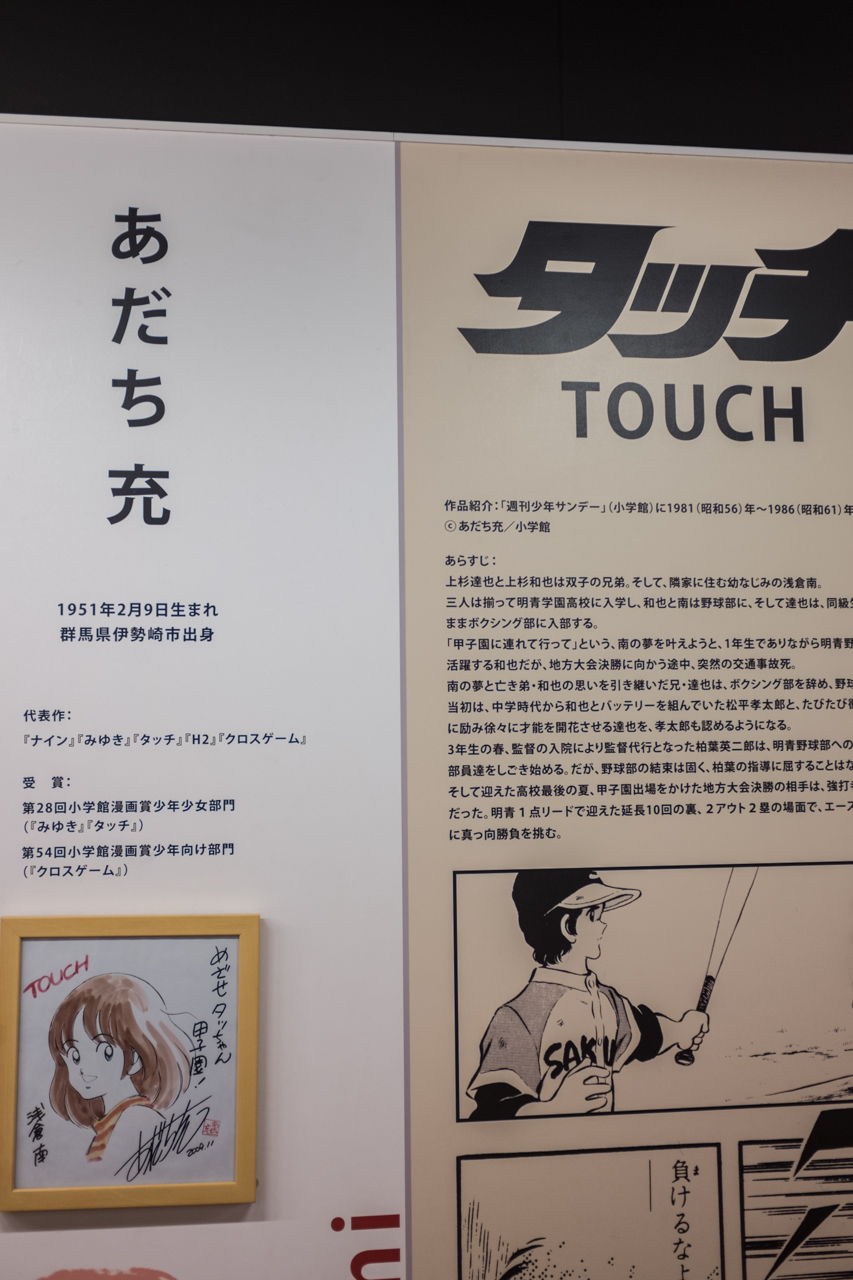 あだち 充
1951年2月9日生まれ
群馬県伊勢崎市出身
代表作：
『ナイン』『みゆき』『タッチ』『H2』『クロスゲーム』
受　賞：
第28回小学館漫画賞少年少女部門
（『みゆき』『タッチ』）
第54回小学館漫画賞少年向け部門
（『クロスゲーム』）
TOUCH
めざせ タッちゃん
甲子園！
浅倉南
あだち充
2009.11
ni
タッチ
TOUCH
作品紹介：「週刊少年サンデー」（小学館）に1981（昭和56）年〜1986（昭和61）年
ⓒあだち充／小学館
あらすじ：
上杉達也と上杉和也は双子の兄弟。そして、隣家に住む幼なじみの浅倉南。
三人は揃って明青学園高校に入学し、和也と南は野球部に、そして達也は、同級
ままボクシング部に入部する。
「甲子園に連れて行って」という、南の夢を叶えようと、1年生でありながら明青野
活躍する和也だが、地方大会決勝に向かう途中、突然の交通事故死。
南の夢と亡き弟・和也の思いを引き継いだ兄・達也は、ボクシング部を辞め、野
当初は、中学時代から和也とバッテリーを組んでいた松平孝太郎と、たびたび
に励み徐々に才能を開花させる達也を、孝太郎も認めるようになる。
3年生の春、監督の入院により監督代行となった柏葉英二郎は、明青野球部への
部員達をしごき始める。だが、野球部の結束は固く、柏葉の指導に屈することはな
そして迎えた高校最後の夏、甲子園出場をかけた地方大会決勝の相手は、強打
だった。明青１点リードで迎えた延長10回の裏、２アウト２塁の場面で、エース
に真っ向勝負を挑む。
SAKU
負けるなよ